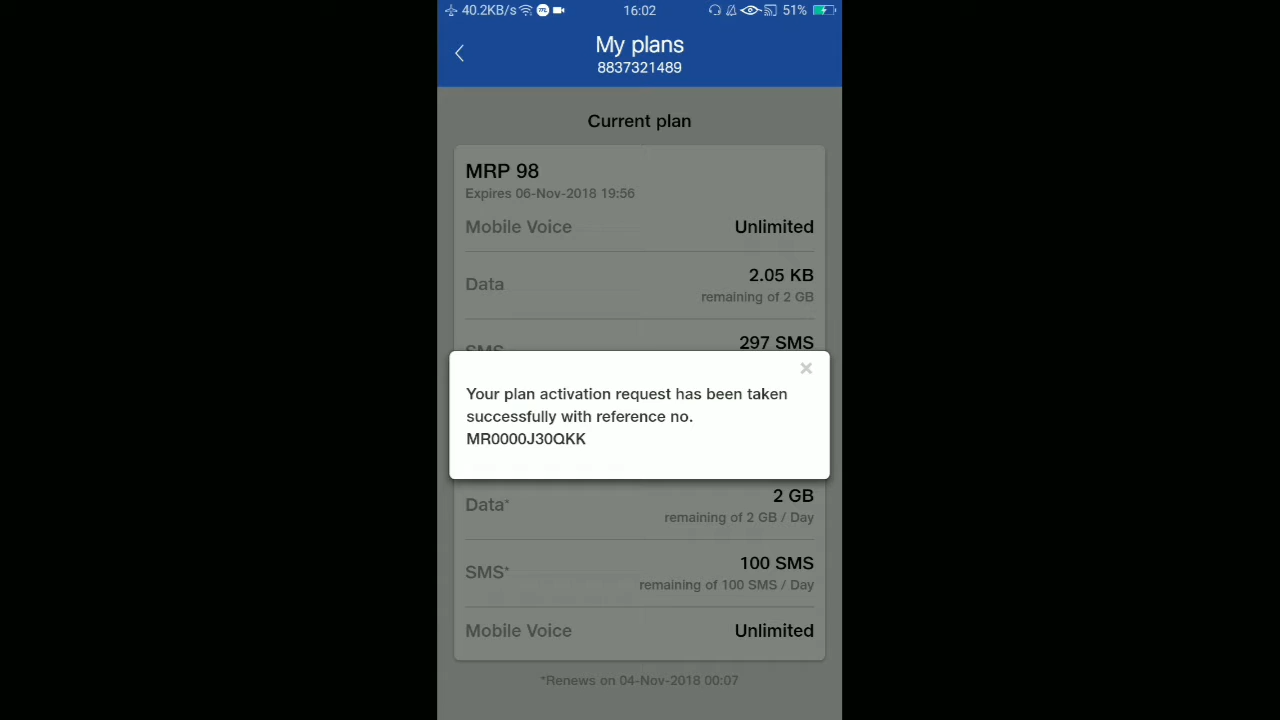 40.2KB/s 16:02 51%
My plans
8837321489
Current plan
MRP 98
Expires 06-Nov-2018 19:56
Mobile Voice Unlimited
Data 2.05 KB
remaining of 2 GB
SMS 297 SMS
Your plan activation request has been taken
successfully with reference no.
MR0000J30QKK
Data* 2 GB
remaining of 2 GB / Day
SMS* 100 SMS
remaining of 100 SMS / Day
Mobile Voice Unlimited
*Renews on 04-Nov-2018 00:07